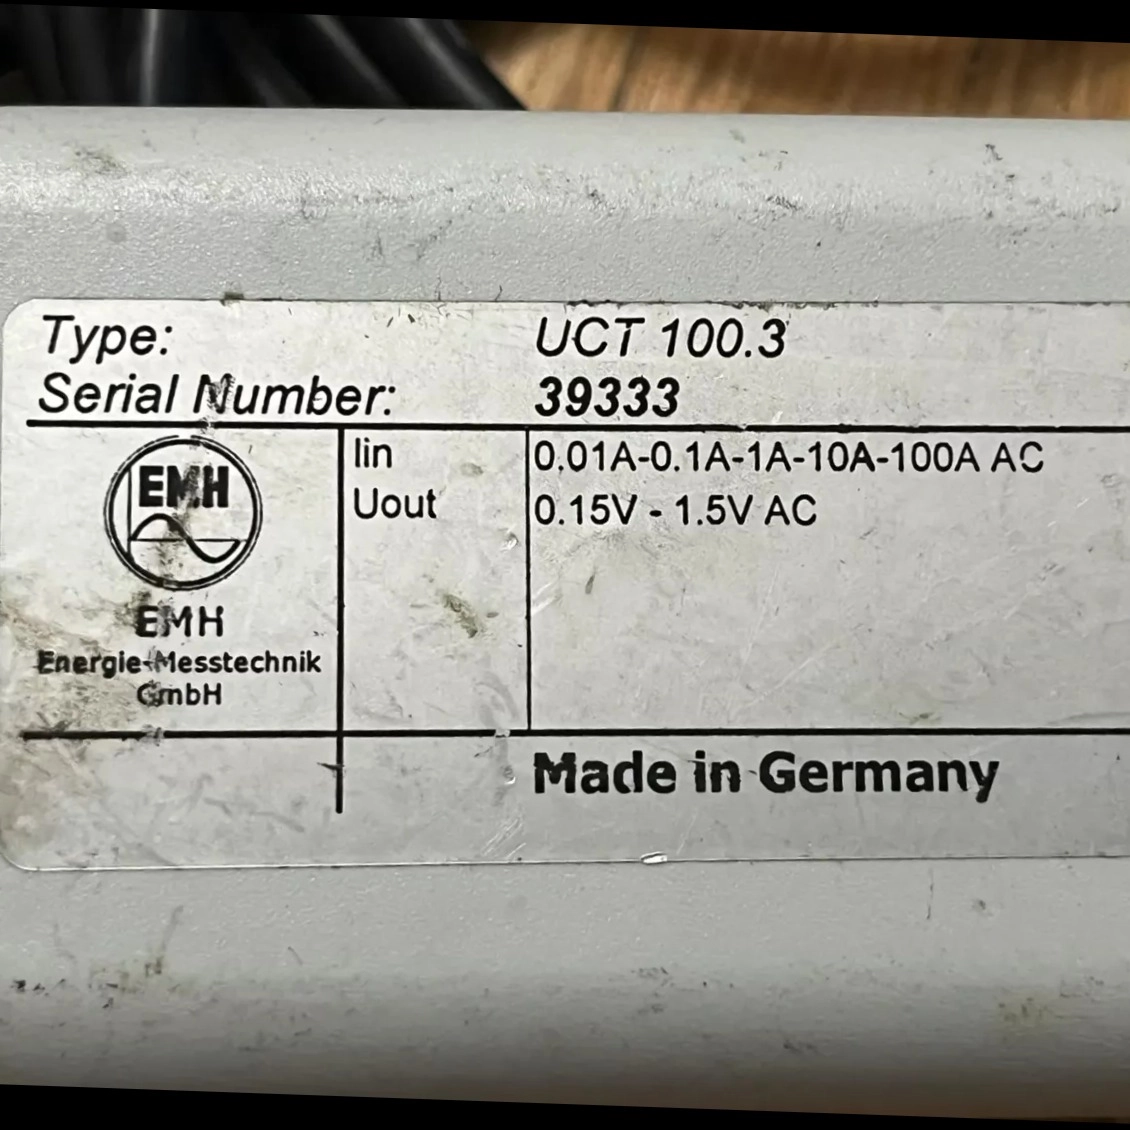 Type: UCT 100.3
Serial Number: 39333
EMH
Iin 0.01A-0.1A-1A-10A-100A AC
Uout 0.15V - 1.5V AC
EMH
Energie-Messtechnik
GmbH
Made in Germany